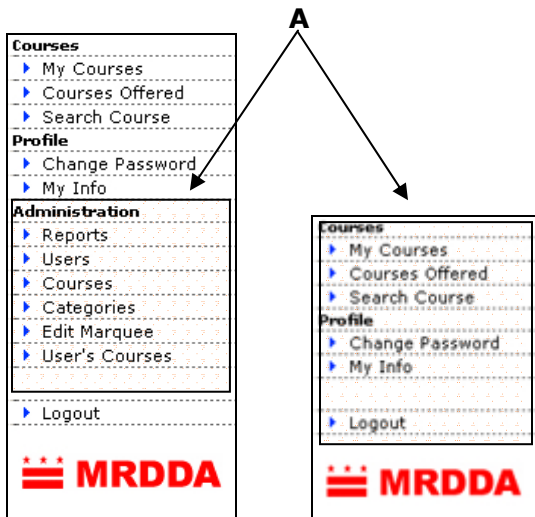 A
Courses
My Courses
Courses Offered
Search Course
Profile
Change Password
My Info
Administration
Reports
Users
Courses
Categories
Edit Marquee
User's Courses
Logout
MRDDA
Courses
My Courses
Courses Offered
Search Course
Profile
Change Password
My Info
Logout
MRDDA